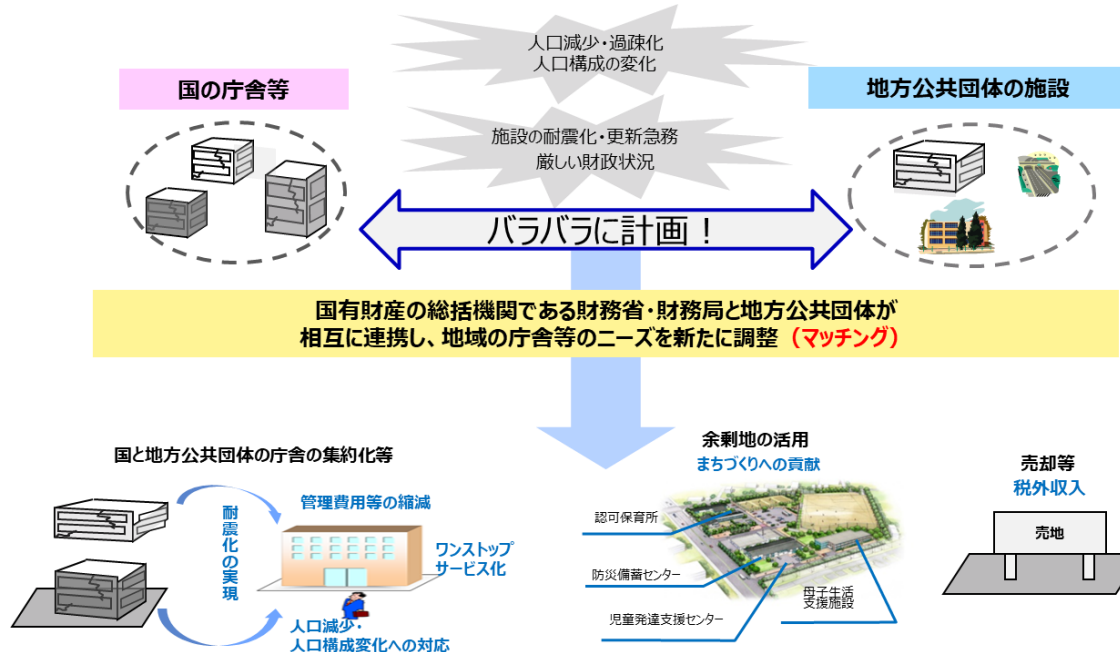 人口減少・過疎化
人口構成の変化
国の庁舎等
地方公共団体の施設
施設の耐震化・更新急務
厳しい財政状況
バラバラに計画！
国有財産の総括機関である財務省・財務局と地方公共団体が
相互に連携し、地域の庁舎等のニーズを新たに調整（マッチング）
国と地方公共団体の庁舎の集約化等
耐震化の実現
管理費用等の縮減
ワンストップ
サービス化
人口減少・
人口構成変化への対応
余剰地の活用
まちづくりへの貢献
認可保育所
防災備蓄センター
児童発達支援センター
母子生活
支援施設
売却等
税外収入
売地